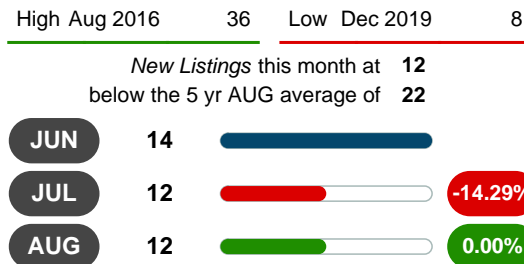 High Aug 2016 36 Low Dec 2019 8
New Listings this month at 12
below the 5 yr AUG average of 22
JUN 14
JUL 12 -14.29%
AUG 12 0.00%